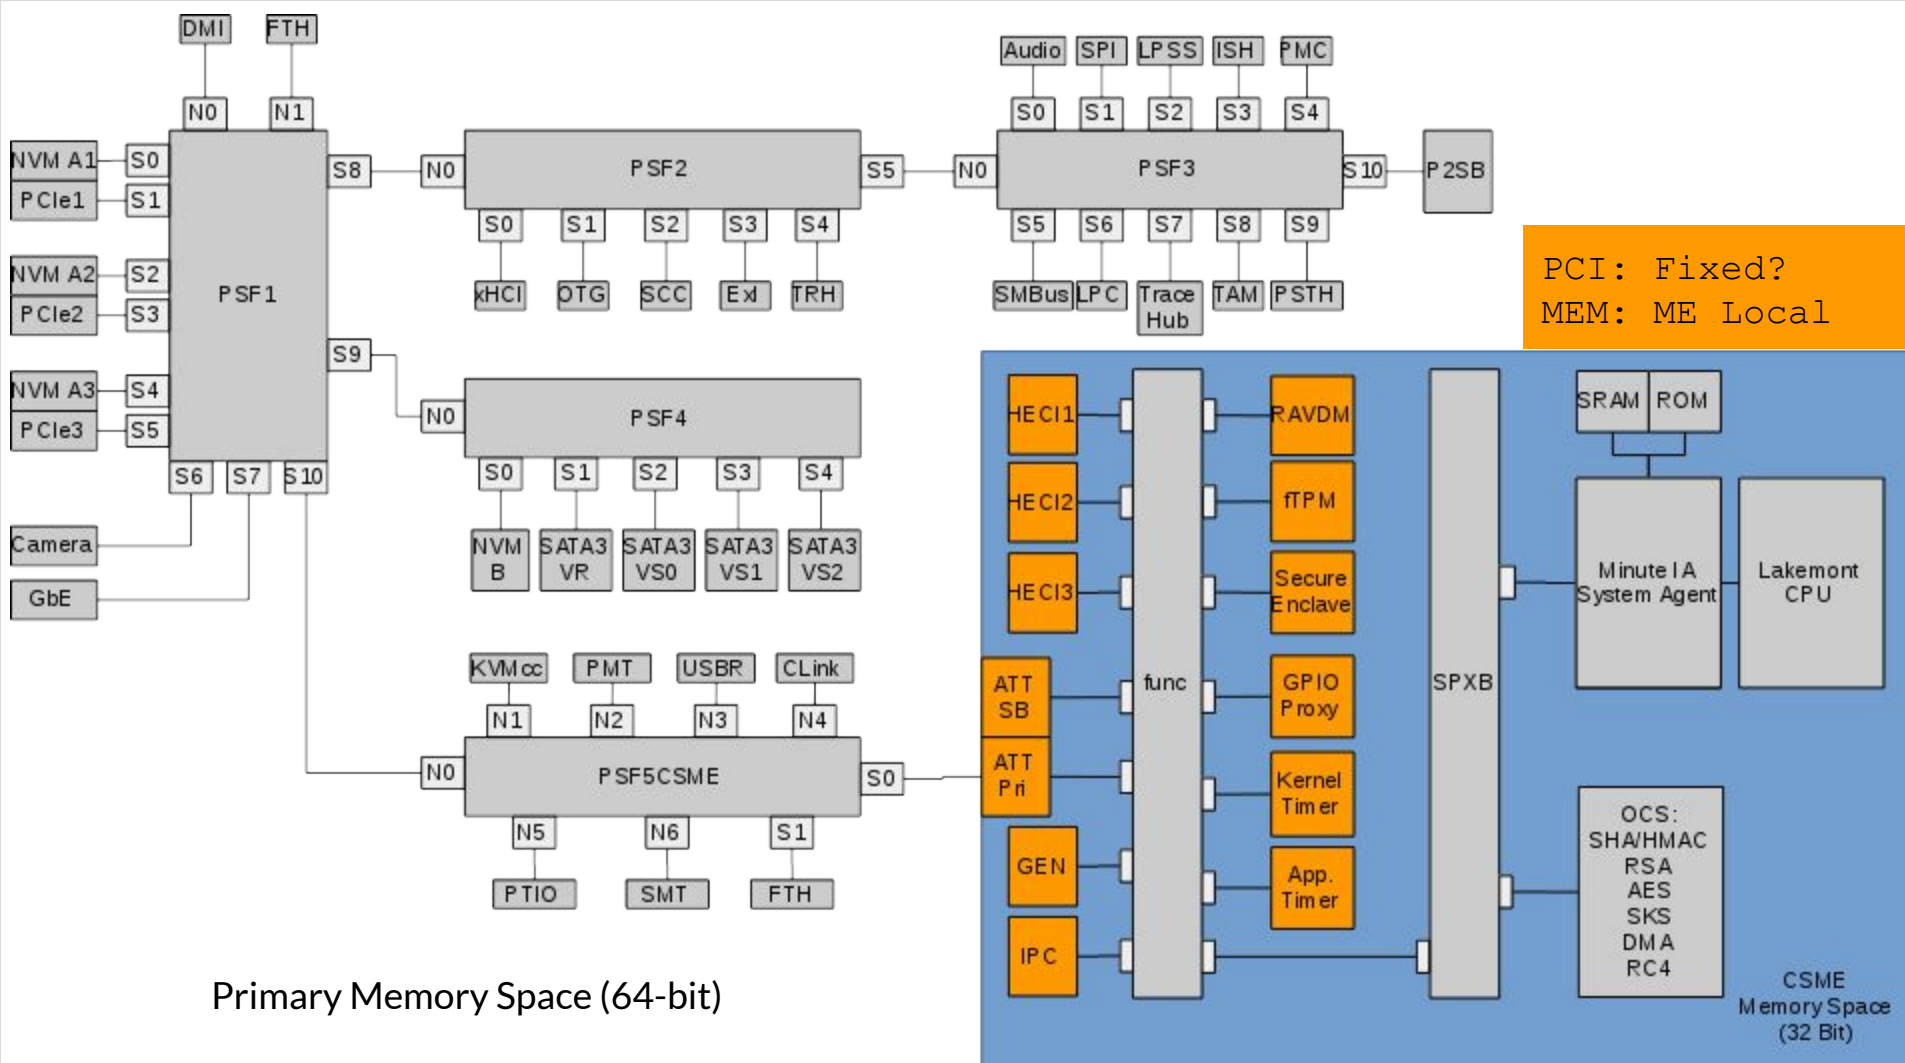 DMI
FTH
N0
N1
NVM A1
PCIe1
NVM A2
PCIe2
NVM A3
PCIe3
S0
S1
S2
S3
S4
S5
PSF1
S8
S9
S6
S7
S10
Camera
GbE
N0
PSF2
S5
S0
S1
S2
S3
S4
xHCI
OTG
SCC
ExI
TRH
Audio
SPI
LPSS
ISH
PMC
S0
S1
S2
S3
S4
N0
PSF3
S10
P2SB
S5
S6
S7
S8
S9
SMBus
LPC
Trace
Hub
TAM
PSTH
N0
PSF4
S0
S1
S2
S3
S4
NVM
B
SATA3
VR
SATA3
VS0
SATA3
VS1
SATA3
VS2
KVMcc
PMT
USBR
CLink
N1
N2
N3
N4
N0
PSF5CSME
S0
N5
N6
S1
PTIO
SMT
FTH
Primary Memory Space (64-bit)
PCI: Fixed?
MEM: ME Local
HECI1
HECI2
HECI3
ATT
SB
ATT
Pri
GEN
IPC
func
RAVDM
fTPM
Secure
Enclave
GPIO
Proxy
Kernel
Timer
App.
Timer
SPXB
SRAM
ROM
Minute IA
System Agent
Lakemont
CPU
OCS:
SHA/HMAC
RSA
AES
SKS
DMA
RC4
CSME
Memory Space
(32 Bit)